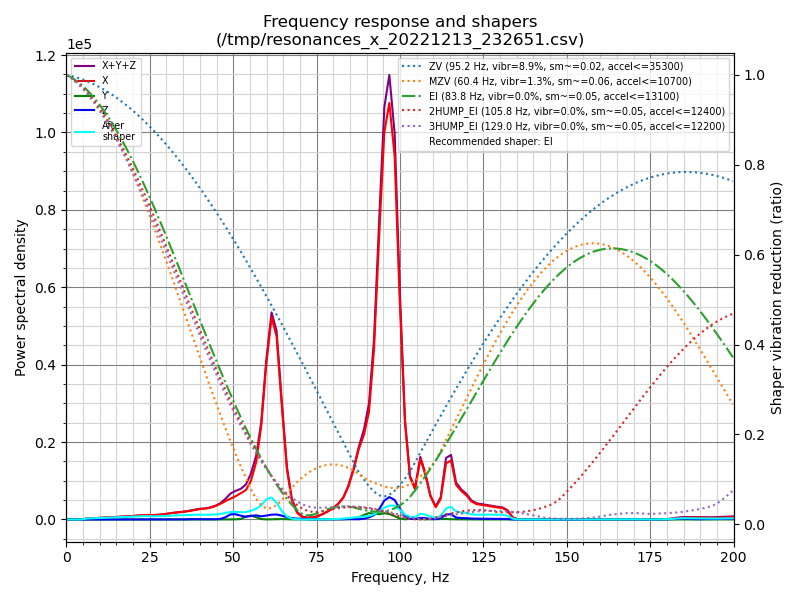 Frequency response and shapers
(/tmp/resonances_x_20221213_232651.csv)
1e5
X+Y+Z
X
Y
Z
After
shaper
ZV (95.2 Hz, vibr=8.9%, sm~=0.02, accel<=35300)
MZV (60.4 Hz, vibr=1.3%, sm~=0.06, accel<=10700)
EI (83.8 Hz, vibr=0.0%, sm~=0.05, accel<=13100)
2HUMP_EI (105.8 Hz, vibr=0.0%, sm~=0.05, accel<=12400)
3HUMP_EI (129.0 Hz, vibr=0.0%, sm~=0.05, accel<=12200)
Recommended shaper: EI
Power spectral density
1.2
1.0
0.8
0.6
0.4
0.2
0.0
1.0
0.8
0.6
0.4
0.2
0.0
Shaper vibration reduction (ratio)
0 25 50 75 100 125 150 175 200
Frequency, Hz